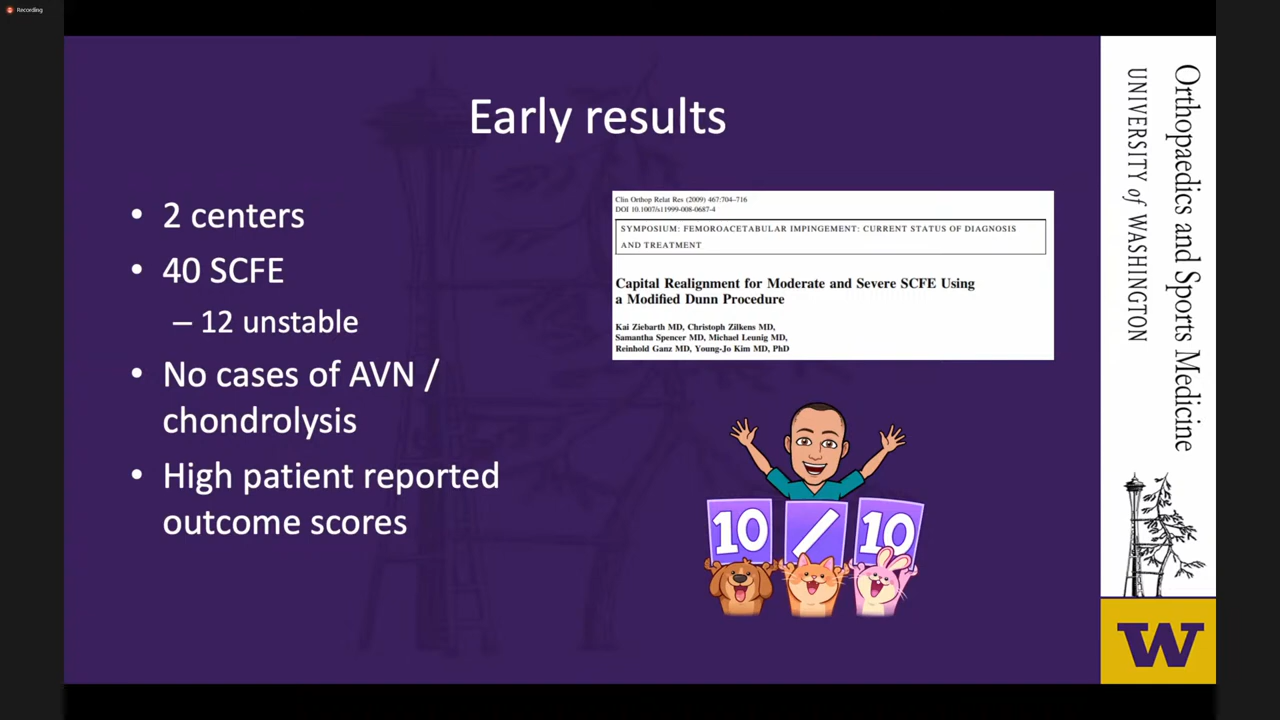 Recording
Early results
• 2 centers
• 40 SCFE
– 12 unstable
• No cases of AVN /
chondrolysis
• High patient reported
outcome scores
Clin Orthop Relat Res (2009) 467:704–716
DOI 10.1007/s11999-008-0687-4
SYMPOSIUM: FEMOROACETABULAR IMPINGEMENT: CURRENT STATUS OF DIAGNOSIS
AND TREATMENT
Capital Realignment for Moderate and Severe SCFE Using
a Modified Dunn Procedure
Kai Ziebarth MD, Christoph Zilkens MD,
Samantha Spencer MD, Michael Leunig MD,
Reinhold Ganz MD, Young-Jo Kim MD, PhD
10 / 10
Orthopaedics and Sports Medicine
UNIVERSITY of WASHINGTON
W